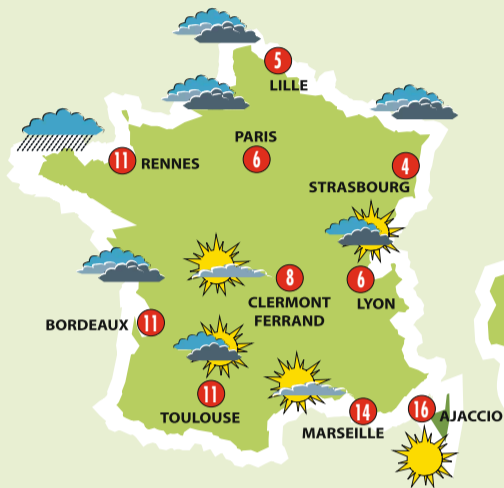 5
LILLE
PARIS
11 RENNES
6
4
STRASBOURG
8
6
CLERMONT
FERRAND
LYON
BORDEAUX 11
11
TOULOUSE
14
MARSEILLE
16 AJACCIO